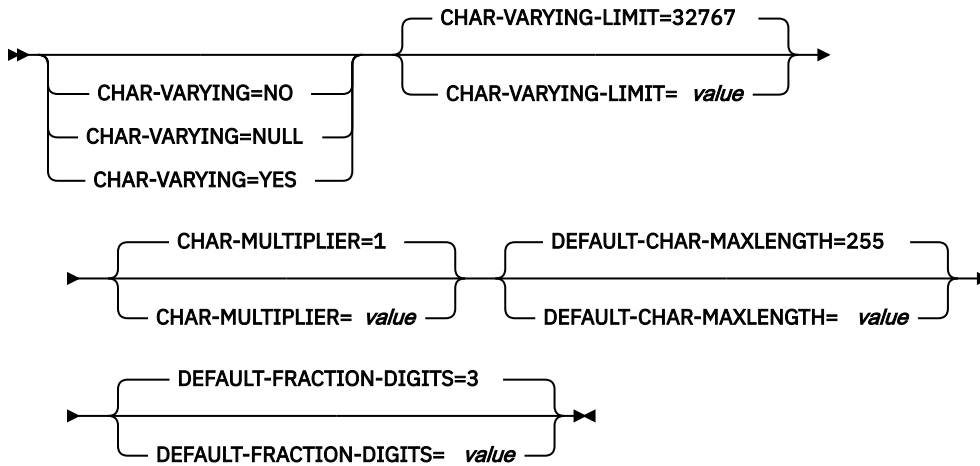 CHAR-VARYING-LIMIT=32767
CHAR-VARYING=NO
CHAR-VARYING-LIMIT= value
CHAR-VARYING=NULL
CHAR-VARYING=YES
CHAR-MULTIPLIER=1
DEFAULT-CHAR-MAXLENGTH=255
CHAR-MULTIPLIER= value
DEFAULT-CHAR-MAXLENGTH= value
DEFAULT-FRACTION-DIGITS=3
DEFAULT-FRACTION-DIGITS= value